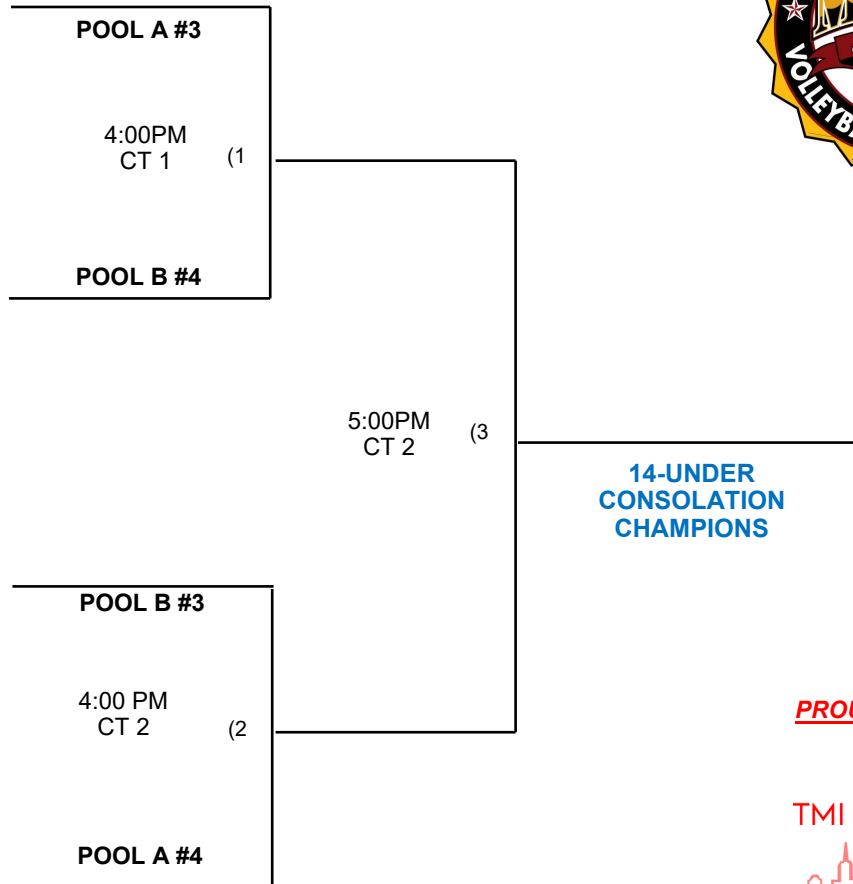 POOL A #3
4:00PM
CT 1 (1
POOL B #4
5:00PM
CT 2 (3
14-UNDER
CONSOLATION
CHAMPIONS
POOL B #3
4:00 PM
CT 2 (2
POOL A #4
TMI